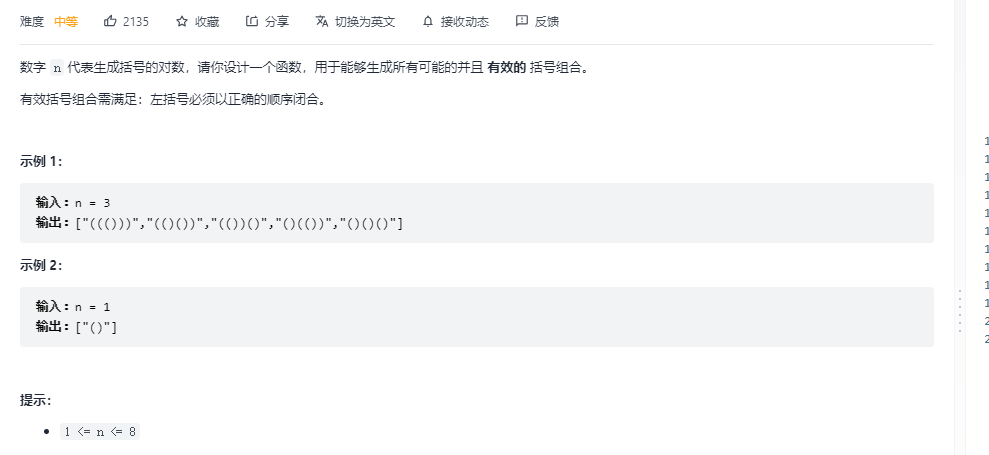 难度 中等 2135 收藏 分享 切换为英文 接收动态 反馈
数字 n 代表生成括号的对数，请你设计一个函数，用于能够生成所有可能的并且 有效的 括号组合。
有效括号组合需满足：左括号必须以正确的顺序闭合。
示例 1：
输入：n = 3
输出：["((()))","(()())","(())()","()(())","()()()"]
示例 2：
输入：n = 1
输出：["()"]
提示：
1 <= n <= 8